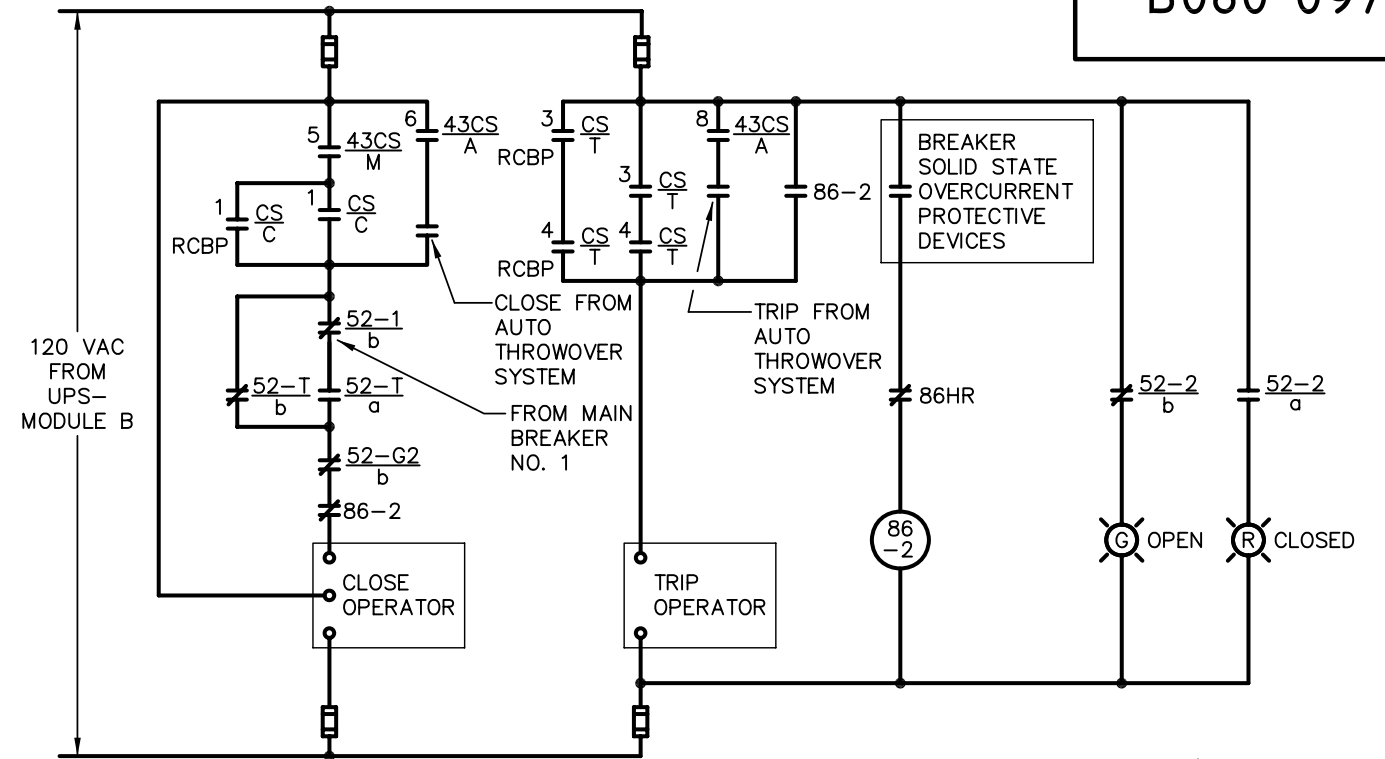 B080-097
5 43CS
M
6 43CS
A
1 CS
C
RCBP
1 CS
C
3 CS
T
RCBP
3 CS
T
4 CS
T
RCBP
4 CS
T
8 43CS
A
86-2
BREAKER
SOLID STATE
OVERCURRENT
PROTECTIVE
DEVICES
CLOSE FROM
AUTO
THROWOVER
SYSTEM
TRIP FROM
AUTO
THROWOVER
SYSTEM
120 VAC
FROM
UPS-
MODULE B
52-1
b
52-T
b
52-T
a
FROM MAIN
BREAKER
NO. 1
52-G2
b
86-2
86HR
52-2
b
52-2
a
CLOSE
OPERATOR
TRIP
OPERATOR
86
-2
G OPEN
R CLOSED